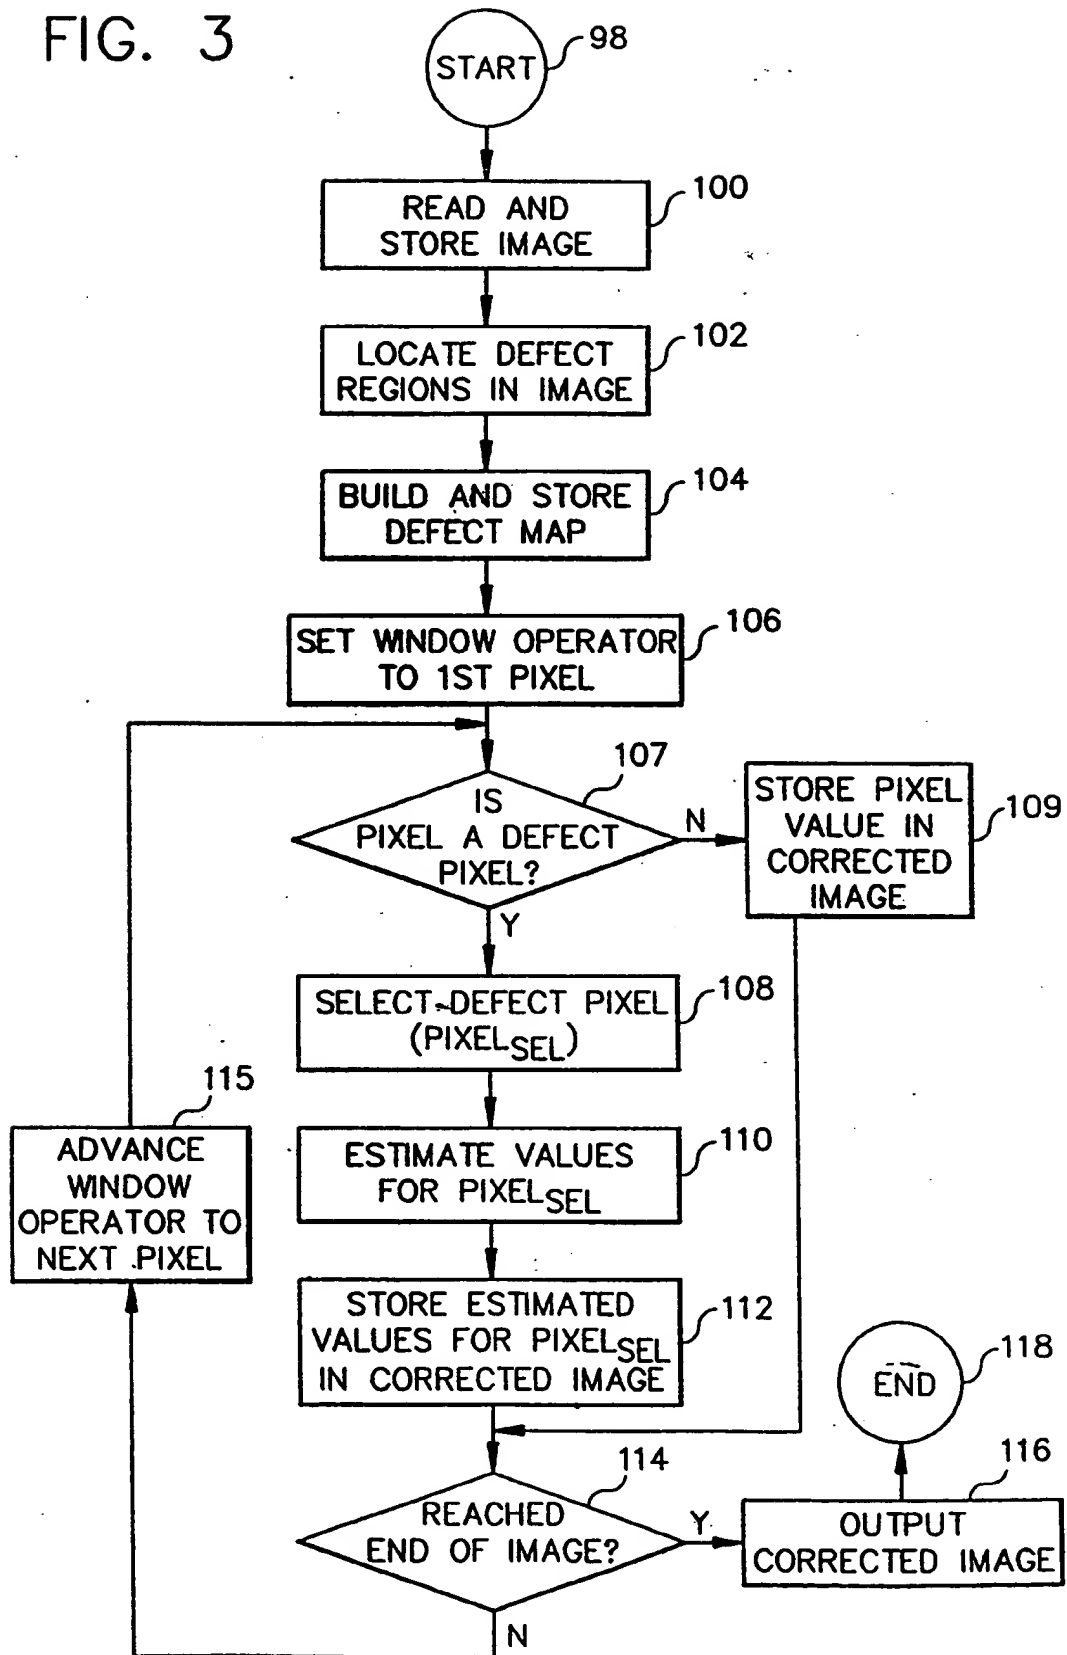 FIG. 3
START
98
READ AND
STORE IMAGE
100
LOCATE DEFECT
REGIONS IN IMAGE
102
BUILD AND STORE
DEFECT MAP
104
SET WINDOW OPERATOR
TO 1ST PIXEL
106
IS
PIXEL A DEFECT
PIXEL?
107
N
STORE PIXEL
VALUE IN
CORRECTED
IMAGE
109
Y
SELECT DEFECT PIXEL
(PIXELSEL)
108
115
ADVANCE
WINDOW
OPERATOR TO
NEXT PIXEL
ESTIMATE VALUES
FOR PIXELSEL
110
STORE ESTIMATED
VALUES FOR PIXELSEL
IN CORRECTED IMAGE
112
END
118
REACHED
END OF IMAGE?
114
Y
OUTPUT
CORRECTED IMAGE
116
N